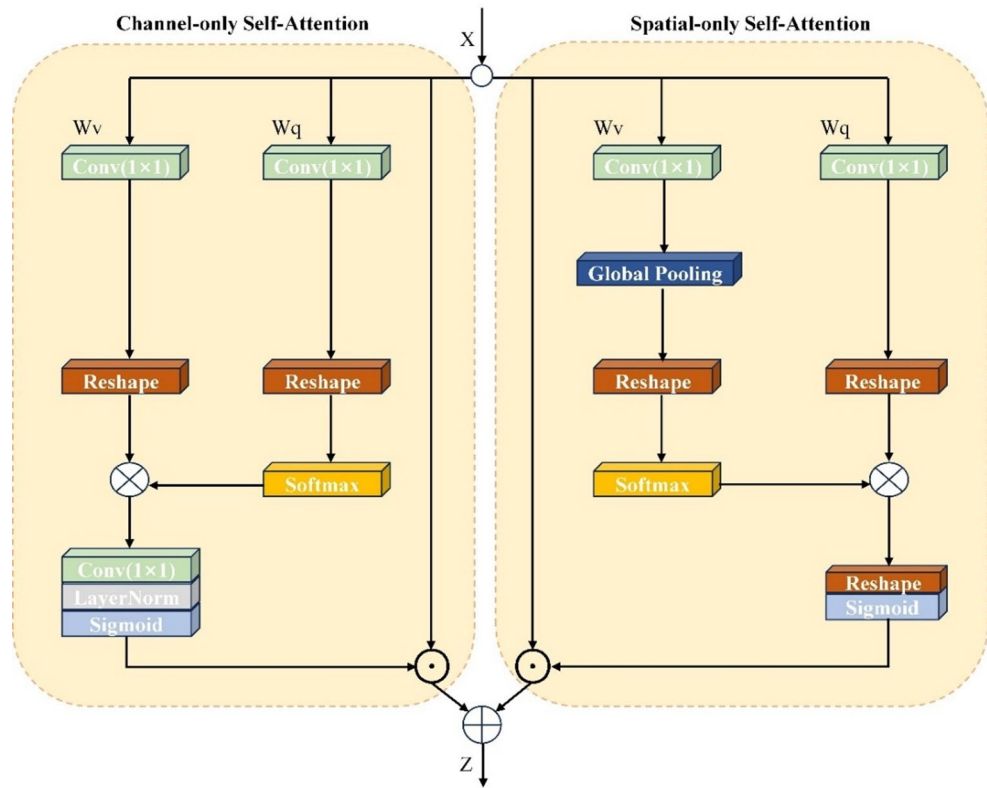 Channel-only Self-Attention
Spatial-only Self-Attention
X
Wv
Wq
Wv
Wq
Conv(1×1)
Conv(1×1)
Conv(1×1)
Conv(1×1)
Global Pooling
Reshape
Reshape
Reshape
Reshape
Softmax
Softmax
Conv(1×1)
LayerNorm
Sigmoid
Reshape
Sigmoid
Z